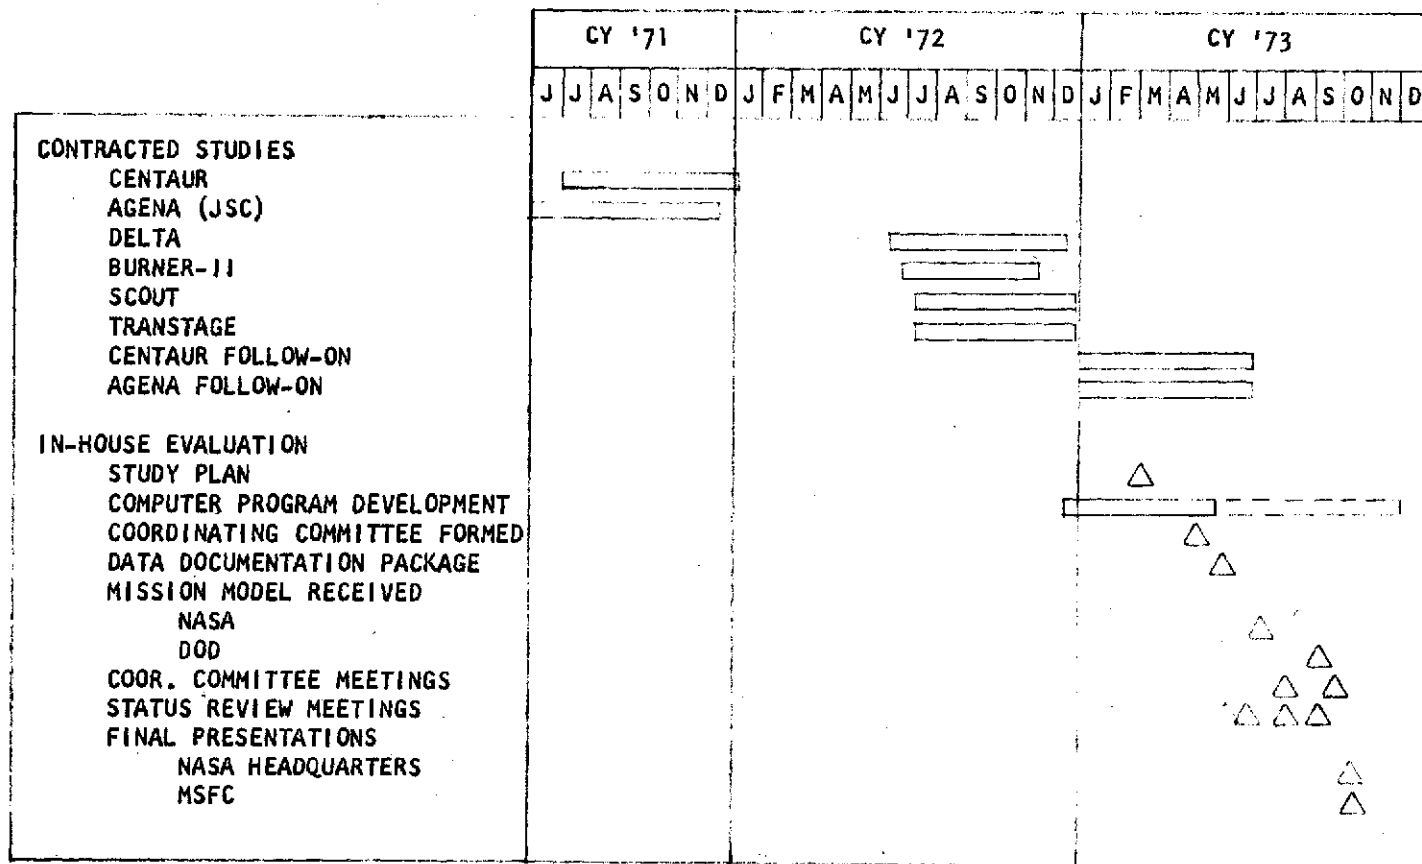 CY '71 CY '72 CY '73
J J A S O N D J F M A M J J A S O N D J F M A M J J A S O N D
CONTRACTED STUDIES
CENTAUR
AGENA (JSC)
DELTA
BURNER-II
SCOUT
TRANSTAGE
CENTAUR FOLLOW-ON
AGENA FOLLOW-ON
IN-HOUSE EVALUATION
STUDY PLAN
COMPUTER PROGRAM DEVELOPMENT
COORDINATING COMMITTEE FORMED
DATA DOCUMENTATION PACKAGE
MISSION MODEL RECEIVED
NASA
DOD
COOR. COMMITTEE MEETINGS
STATUS REVIEW MEETINGS
FINAL PRESENTATIONS
NASA HEADQUARTERS
MSFC